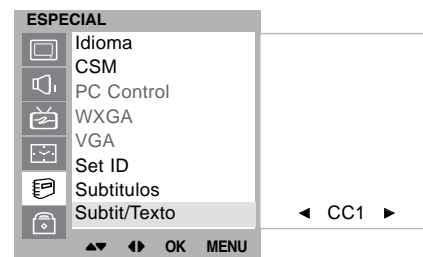 ESPECIAL
Idioma
CSM
PC Control
WXGA
VGA
Set ID
Subtitulos
Subtit/Texto ◄ CC1 ►
▲▼ ◄► OK MENU